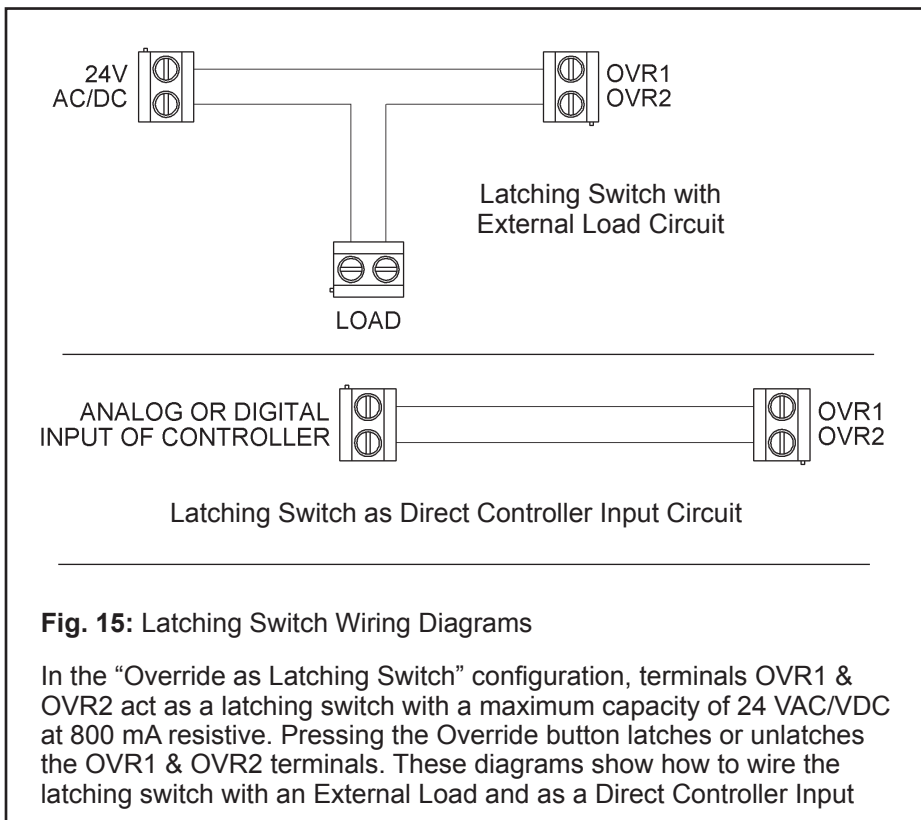 24V
AC/DC
OVR1
OVR2
Latching Switch with
External Load Circuit
LOAD
ANALOG OR DIGITAL
INPUT OF CONTROLLER
OVR1
OVR2
Latching Switch as Direct Controller Input Circuit
Fig. 15: Latching Switch Wiring Diagrams
In the “Override as Latching Switch” configuration, terminals OVR1 &
OVR2 act as a latching switch with a maximum capacity of 24 VAC/VDC
at 800 mA resistive. Pressing the Override button latches or unlatches
the OVR1 & OVR2 terminals. These diagrams show how to wire the
latching switch with an External Load and as a Direct Controller Input